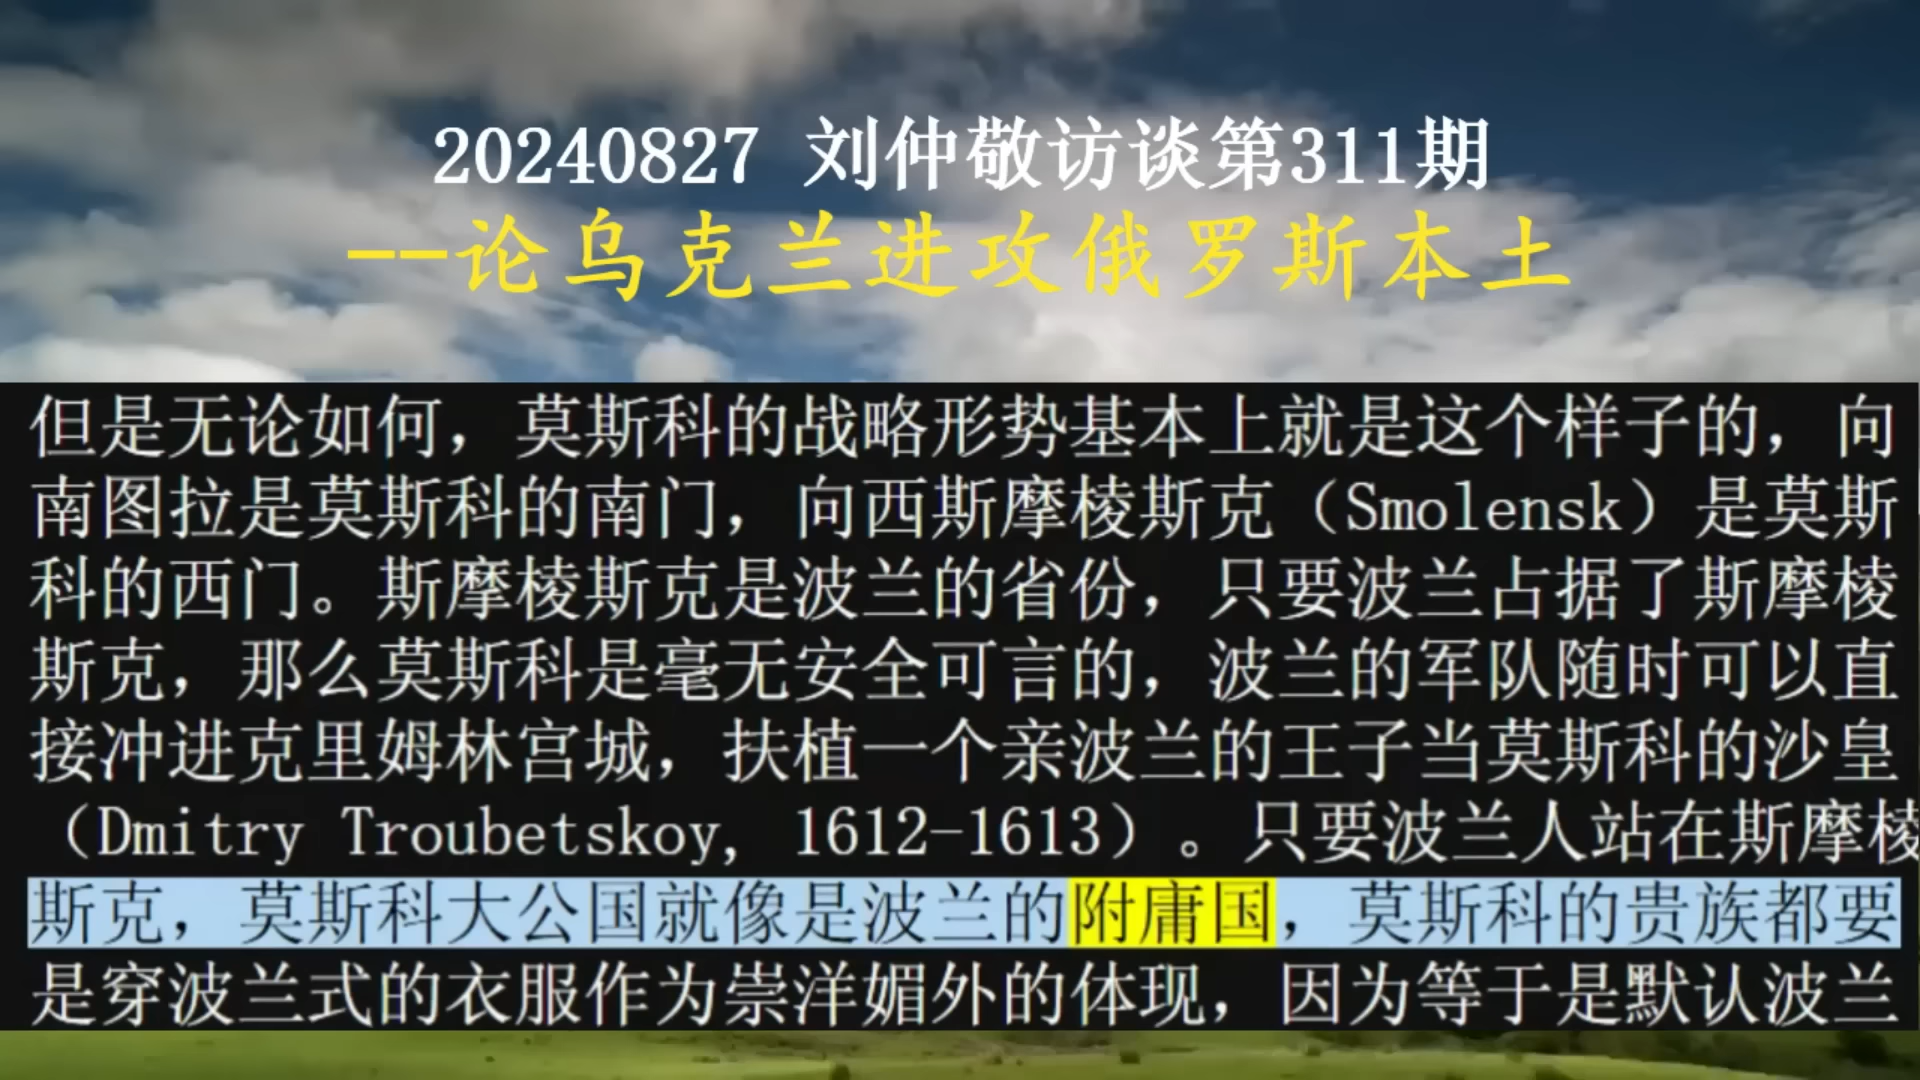 20240827 刘仲敬访谈第311期
--论乌克兰进攻俄罗斯本土
但是无论如何，莫斯科的战略形势基本上就是这个样子的，向
南图拉是莫斯科的南门，向西斯摩棱斯克（Smolensk）是莫斯
科的西门。斯摩棱斯克是波兰的省份，只要波兰占据了斯摩棱
斯克，那么莫斯科是毫无安全可言的，波兰的军队随时可以直
接冲进克里姆林宫城，扶植一个亲波兰的王子当莫斯科的沙皇
（Dmitry Troubetskoy, 1612-1613）。只要波兰人站在斯摩棱
斯克，莫斯科大公国就像是波兰的附庸国，莫斯科的贵族都要
是穿波兰式的衣服作为崇洋媚外的体现，因为等于是默认波兰